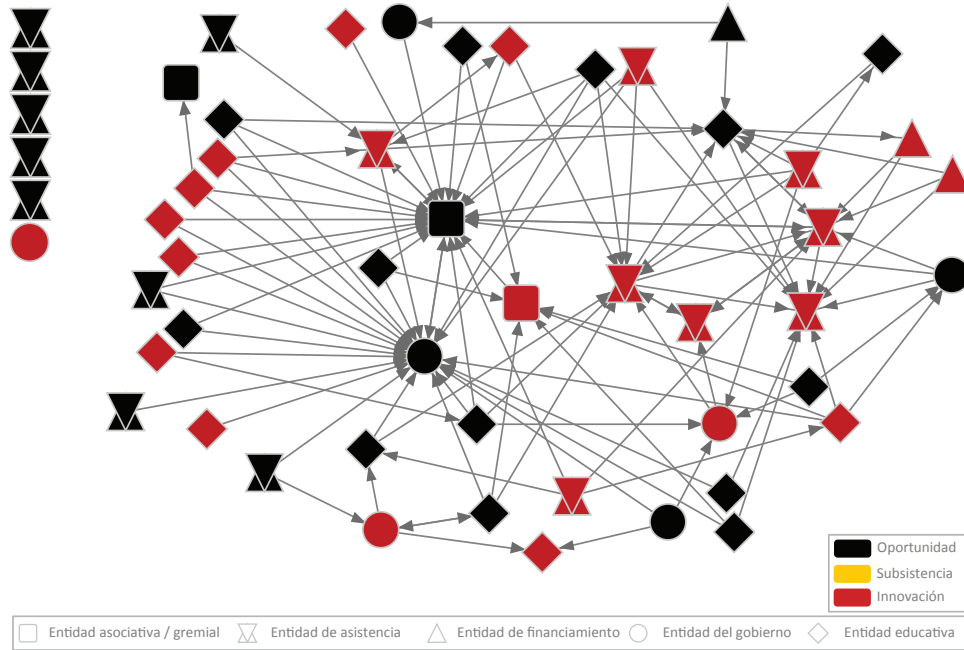 Oportunidad
Subsistencia
Innovación
Entidad asociativa / gremial
Entidad de asistencia
Entidad de financiamiento
Entidad del gobierno
Entidad educativa